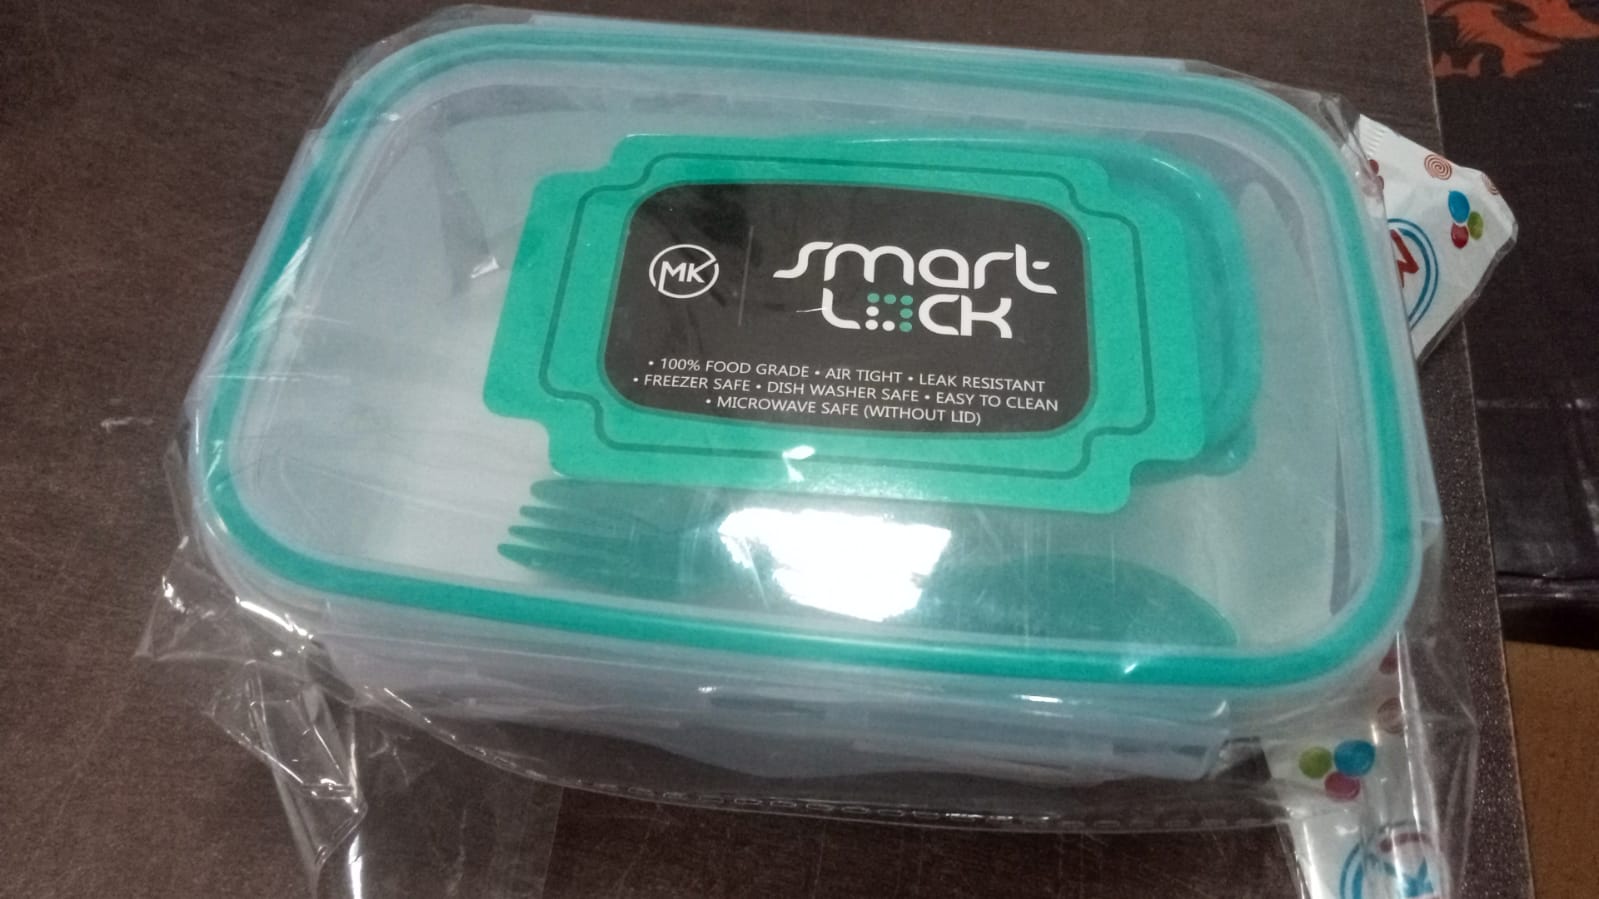 MK
smart
LOCK
• 100% FOOD GRADE • AIR TIGHT • LEAK RESISTANT
• FREEZER SAFE • DISH WASHER SAFE • EASY TO CLEAN
• MICROWAVE SAFE (WITHOUT LID)